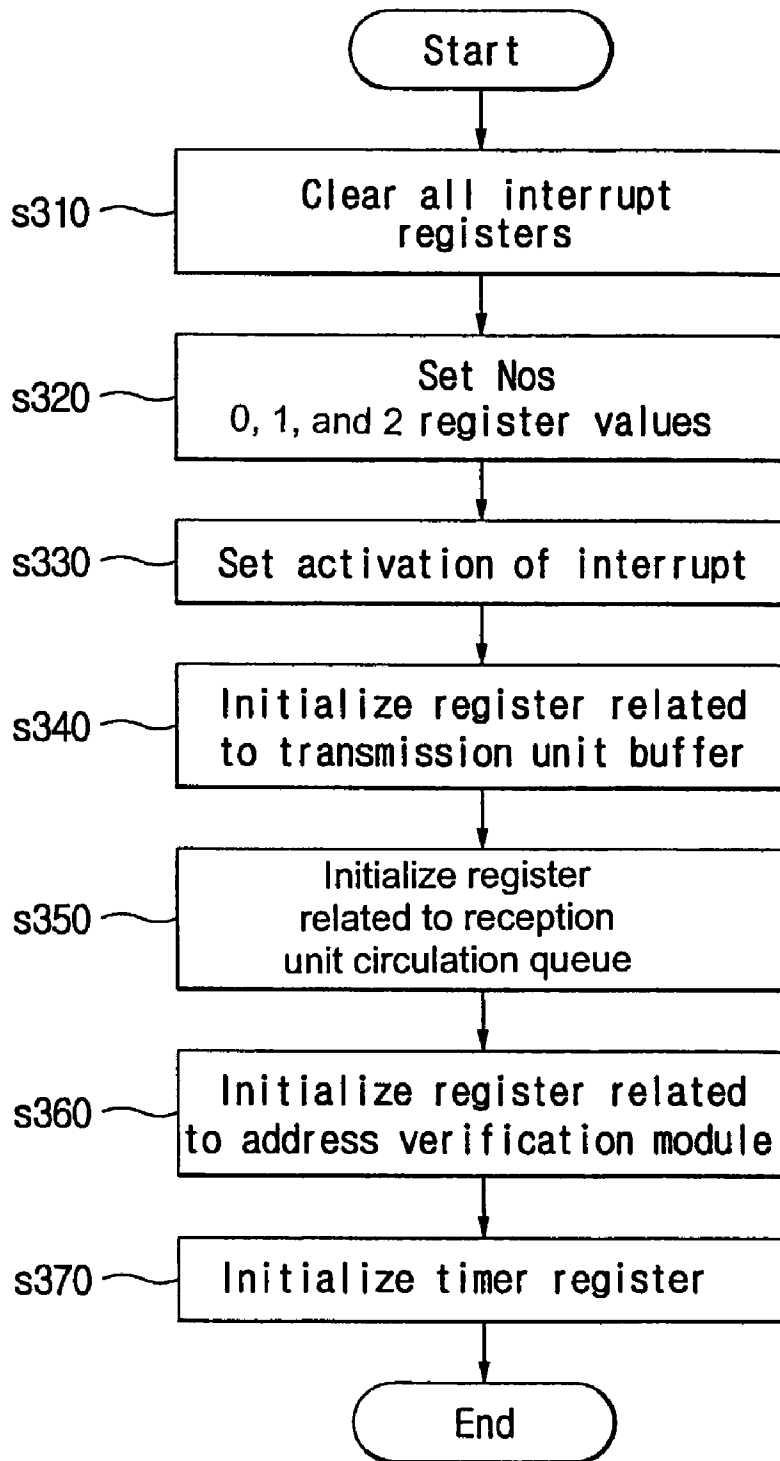 Start
s310
Clear all interrupt
registers
s320
Set Nos
0, 1, and 2 register values
s330
Set activation of interrupt
s340
Initialize register related
to transmission unit buffer
s350
Initialize register
related to reception
unit circulation queue
s360
Initialize register related
to address verification module
s370
Initialize timer register
End